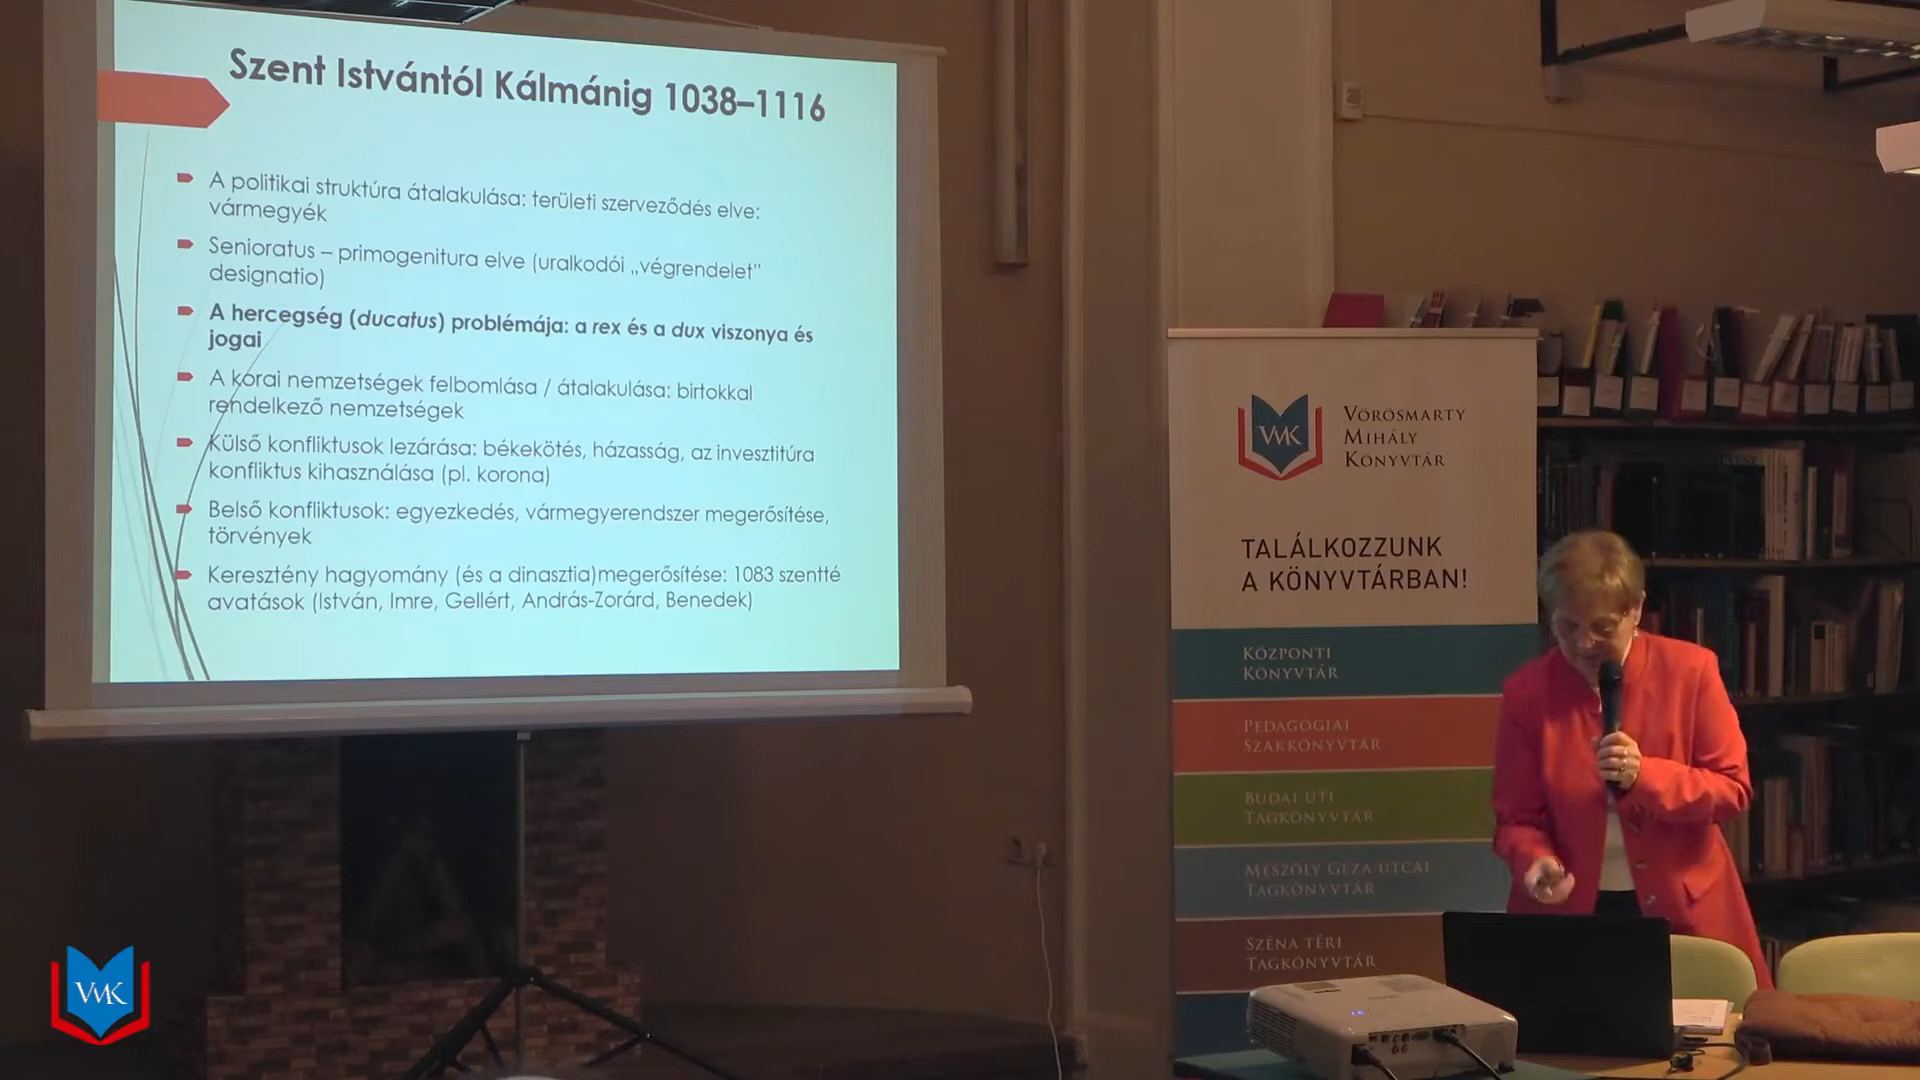 Szent Istvántól Kálmánig 1038–1116
A politikai struktúra átalakulása: területi szerveződés elve:
vármegyék
Senioratus – primogenitura elve (uralkodói „végrendelet”
designatio)
A hercegség (ducatus) problémája: a rex és a dux viszonya és
jogai
A korai nemzetségek felbomlása / átalakulása: birtokkal
rendelkező nemzetségek
Külső konfliktusok lezárása: békekötés, házasság, az invesztitúra
konfliktus kihasználása (pl. korona)
Belső konfliktusok: egyezkedés, vármegyerendszer megerősítése,
törvények
Keresztény hagyomány (és a dinasztia)megerősítése: 1083 szentté
avatások (István, Imre, Gellért, András-Zorárd, Benedek)
VMK
VÖRÖSMARTY
MIHÁLY
KÖNYVTÁR
TALÁLKOZZUNK
A KÖNYVTÁRBAN!
KÖZPONTI
KÖNYVTÁR
PEDAGÓGIAI
SZAKKÖNYVTÁR
BUDAI ÚTI
TAGKÖNYVTÁR
MÉSZÖLY GÉZA UTCAI
TAGKÖNYVTÁR
SZÉNA TÉRI
TAGKÖNYVTÁR
VMK